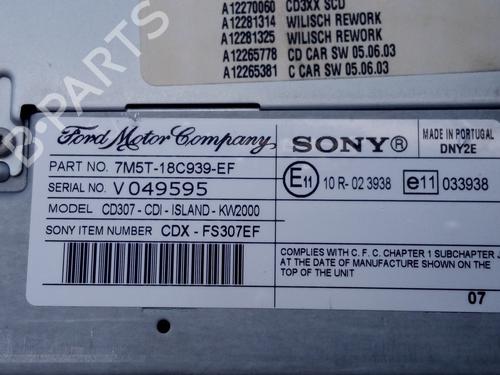 A12270060 CD3XX SCD
A12281314 WILISCH REWORK
A12281325 WILISCH REWORK
A12265778 CD CAR SW 05.06.03
A12265381 C CAR SW 05.06.03
B-PARTS
Ford Motor Company
SONY®
MADE IN PORTUGAL
DNY2E
PART NO. 7M5T-18C939-EF
SERIAL NO. V 049595
E11 10 R- 02 3938 e11 033938
MODEL CD307 - CDI - ISLAND - KW2000
SONY ITEM NUMBER CDX - FS307EF
COMPLIES WITH C. F. C. CHAPTER 1 SUBCHAPTER J
AT THE DATE OF MANUFACTURE SHOWN ON THE
TOP OF THE UNIT
07